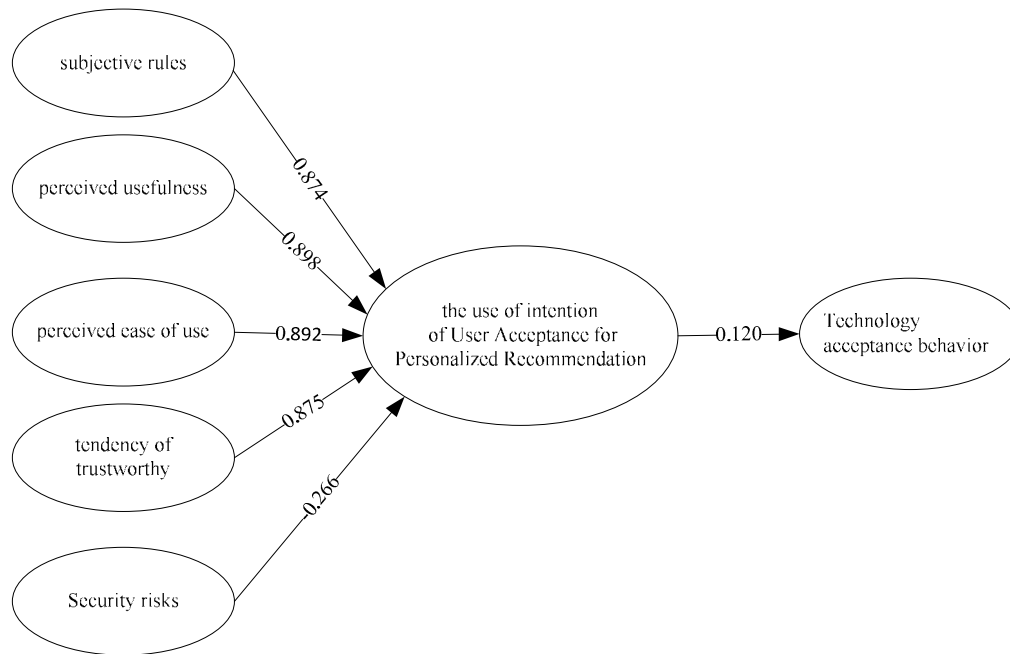 subjective rules
0.874
perceived usefulness
0.898
perceived ease of use
0.892
tendency of
trustworthy
0.875
Security risks
-0.266
the use of intention
of User Acceptance for
Personalized Recommendation
0.120
Technology
acceptance behavior